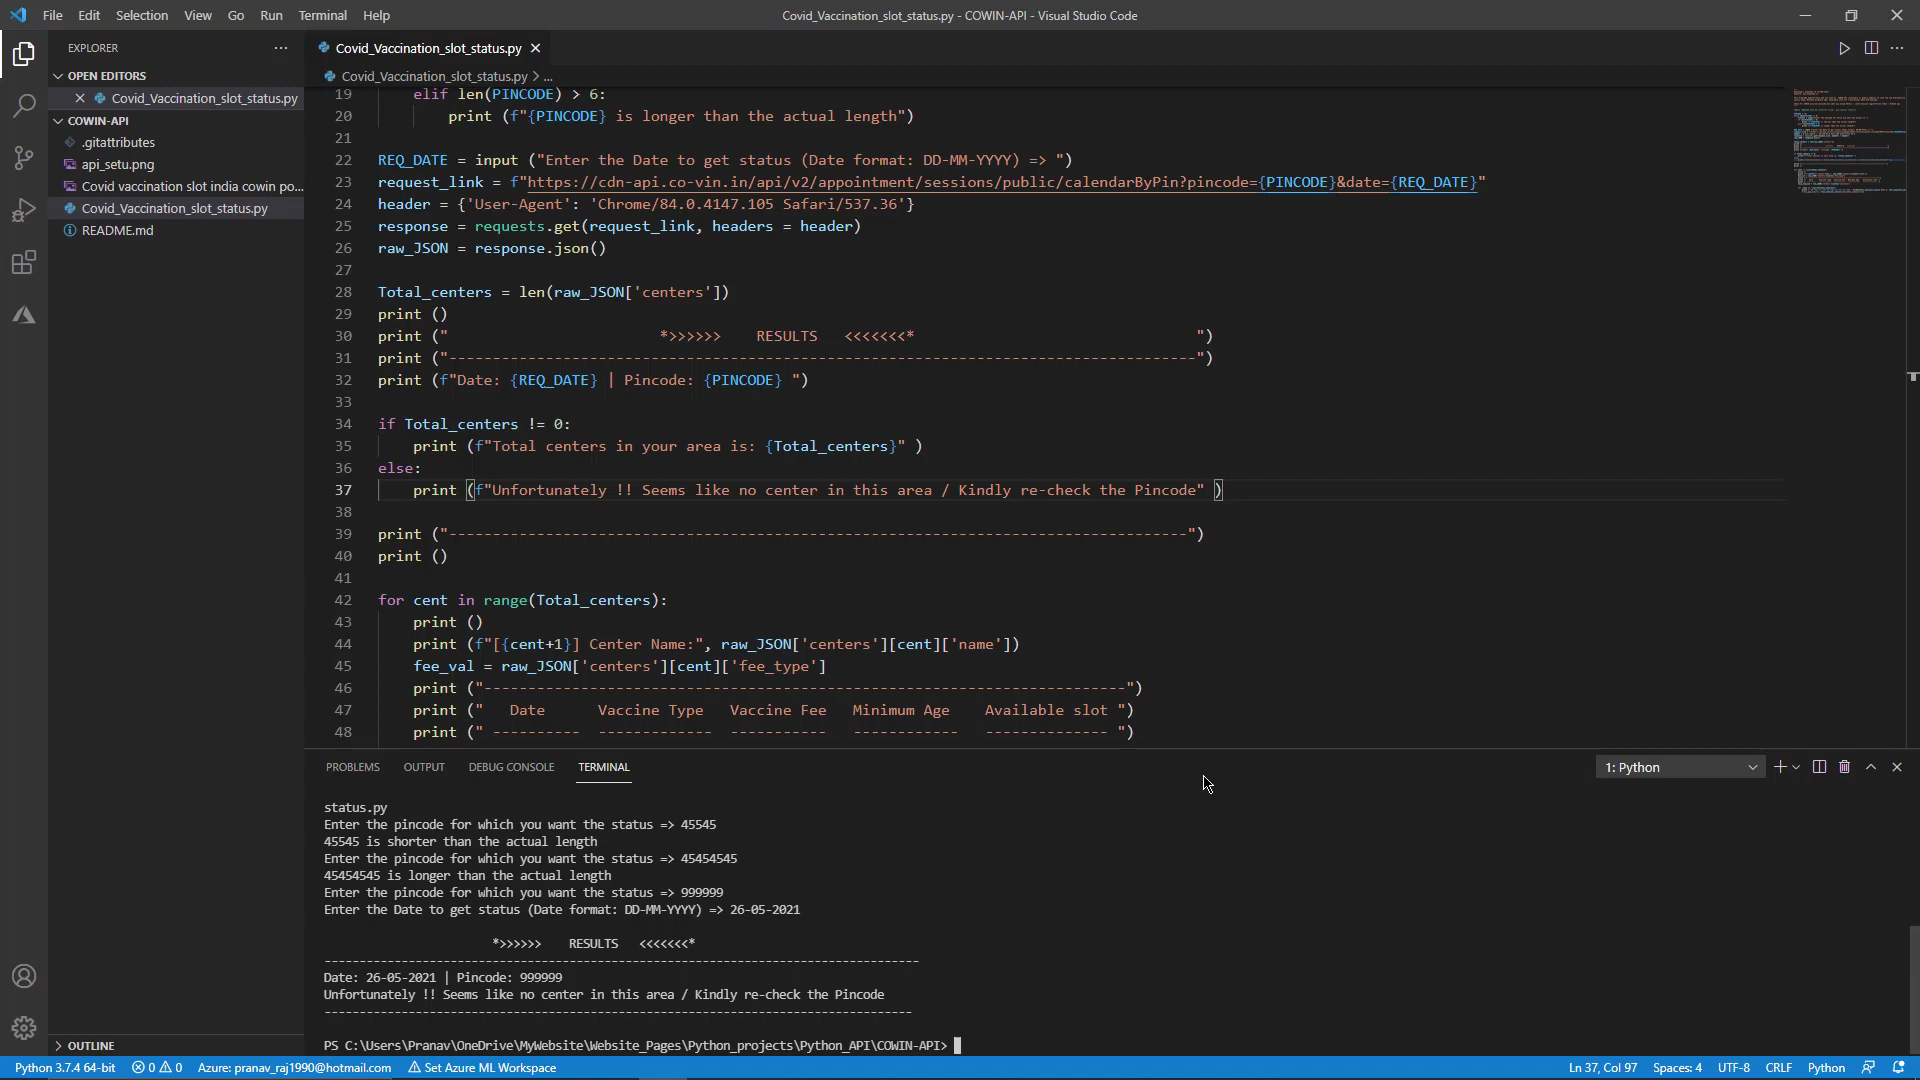 File Edit Selection View Go Run Terminal Help
Covid_Vaccination_slot_status.py - COWIN-API - Visual Studio Code
EXPLORER
OPEN EDITORS
Covid_Vaccination_slot_status.py
COWIN-API
.gitattributes
api_setu.png
Covid vaccination slot india cowin po...
Covid_Vaccination_slot_status.py
README.md
OUTLINE
Covid_Vaccination_slot_status.py
Covid_Vaccination_slot_status.py > ...
19 elif len(PINCODE) > 6:
20 print (f"{PINCODE} is longer than the actual length")
21
22 REQ_DATE = input ("Enter the Date to get status (Date format: DD-MM-YYYY) => ")
23 request_link = f"https://cdn-api.co-vin.in/api/v2/appointment/sessions/public/calendarByPin?pincode={PINCODE}&date={REQ_DATE}"
24 header = {'User-Agent': 'Chrome/84.0.4147.105 Safari/537.36'}
25 response = requests.get(request_link, headers = header)
26 raw_JSON = response.json()
27
28 Total_centers = len(raw_JSON['centers'])
29 print ()
30 print (" *>>>>>> RESULTS <<<<<<<* ")
31 print ("-------------------------------------------------------------------------------------")
32 print (f"Date: {REQ_DATE} | Pincode: {PINCODE} ")
33
34 if Total_centers != 0:
35 print (f"Total centers in your area is: {Total_centers}" )
36 else:
37 print (f"Unfortunately !! Seems like no center in this area / Kindly re-check the Pincode" )
38
39 print ("------------------------------------------------------------------------------------")
40 print ()
41
42 for cent in range(Total_centers):
43 print ()
44 print (f"[{cent+1}] Center Name:", raw_JSON['centers'][cent]['name'])
45 fee_val = raw_JSON['centers'][cent]['fee_type']
46 print ("-------------------------------------------------------------------------")
47 print (" Date Vaccine Type Vaccine Fee Minimum Age Available slot ")
48 print (" ---------- ------------- ----------- ------------ -------------- ")
PROBLEMS OUTPUT DEBUG CONSOLE TERMINAL
1: Python
status.py
Enter the pincode for which you want the status => 45545
45545 is shorter than the actual length
Enter the pincode for which you want the status => 45454545
45454545 is longer than the actual length
Enter the pincode for which you want the status => 999999
Enter the Date to get status (Date format: DD-MM-YYYY) => 26-05-2021
*>>>>>> RESULTS <<<<<<<*
-------------------------------------------------------------------------------------
Date: 26-05-2021 | Pincode: 999999
Unfortunately !! Seems like no center in this area / Kindly re-check the Pincode
------------------------------------------------------------------------------------
PS C:\Users\Pranav\OneDrive\MyWebsite\Website_Pages\Python_projects\Python_API\COWIN-API>
Python 3.7.4 64-bit 0 0 Azure: pranav_raj1990@hotmail.com Set Azure ML Workspace
Ln 37, Col 97 Spaces: 4 UTF-8 CRLF Python